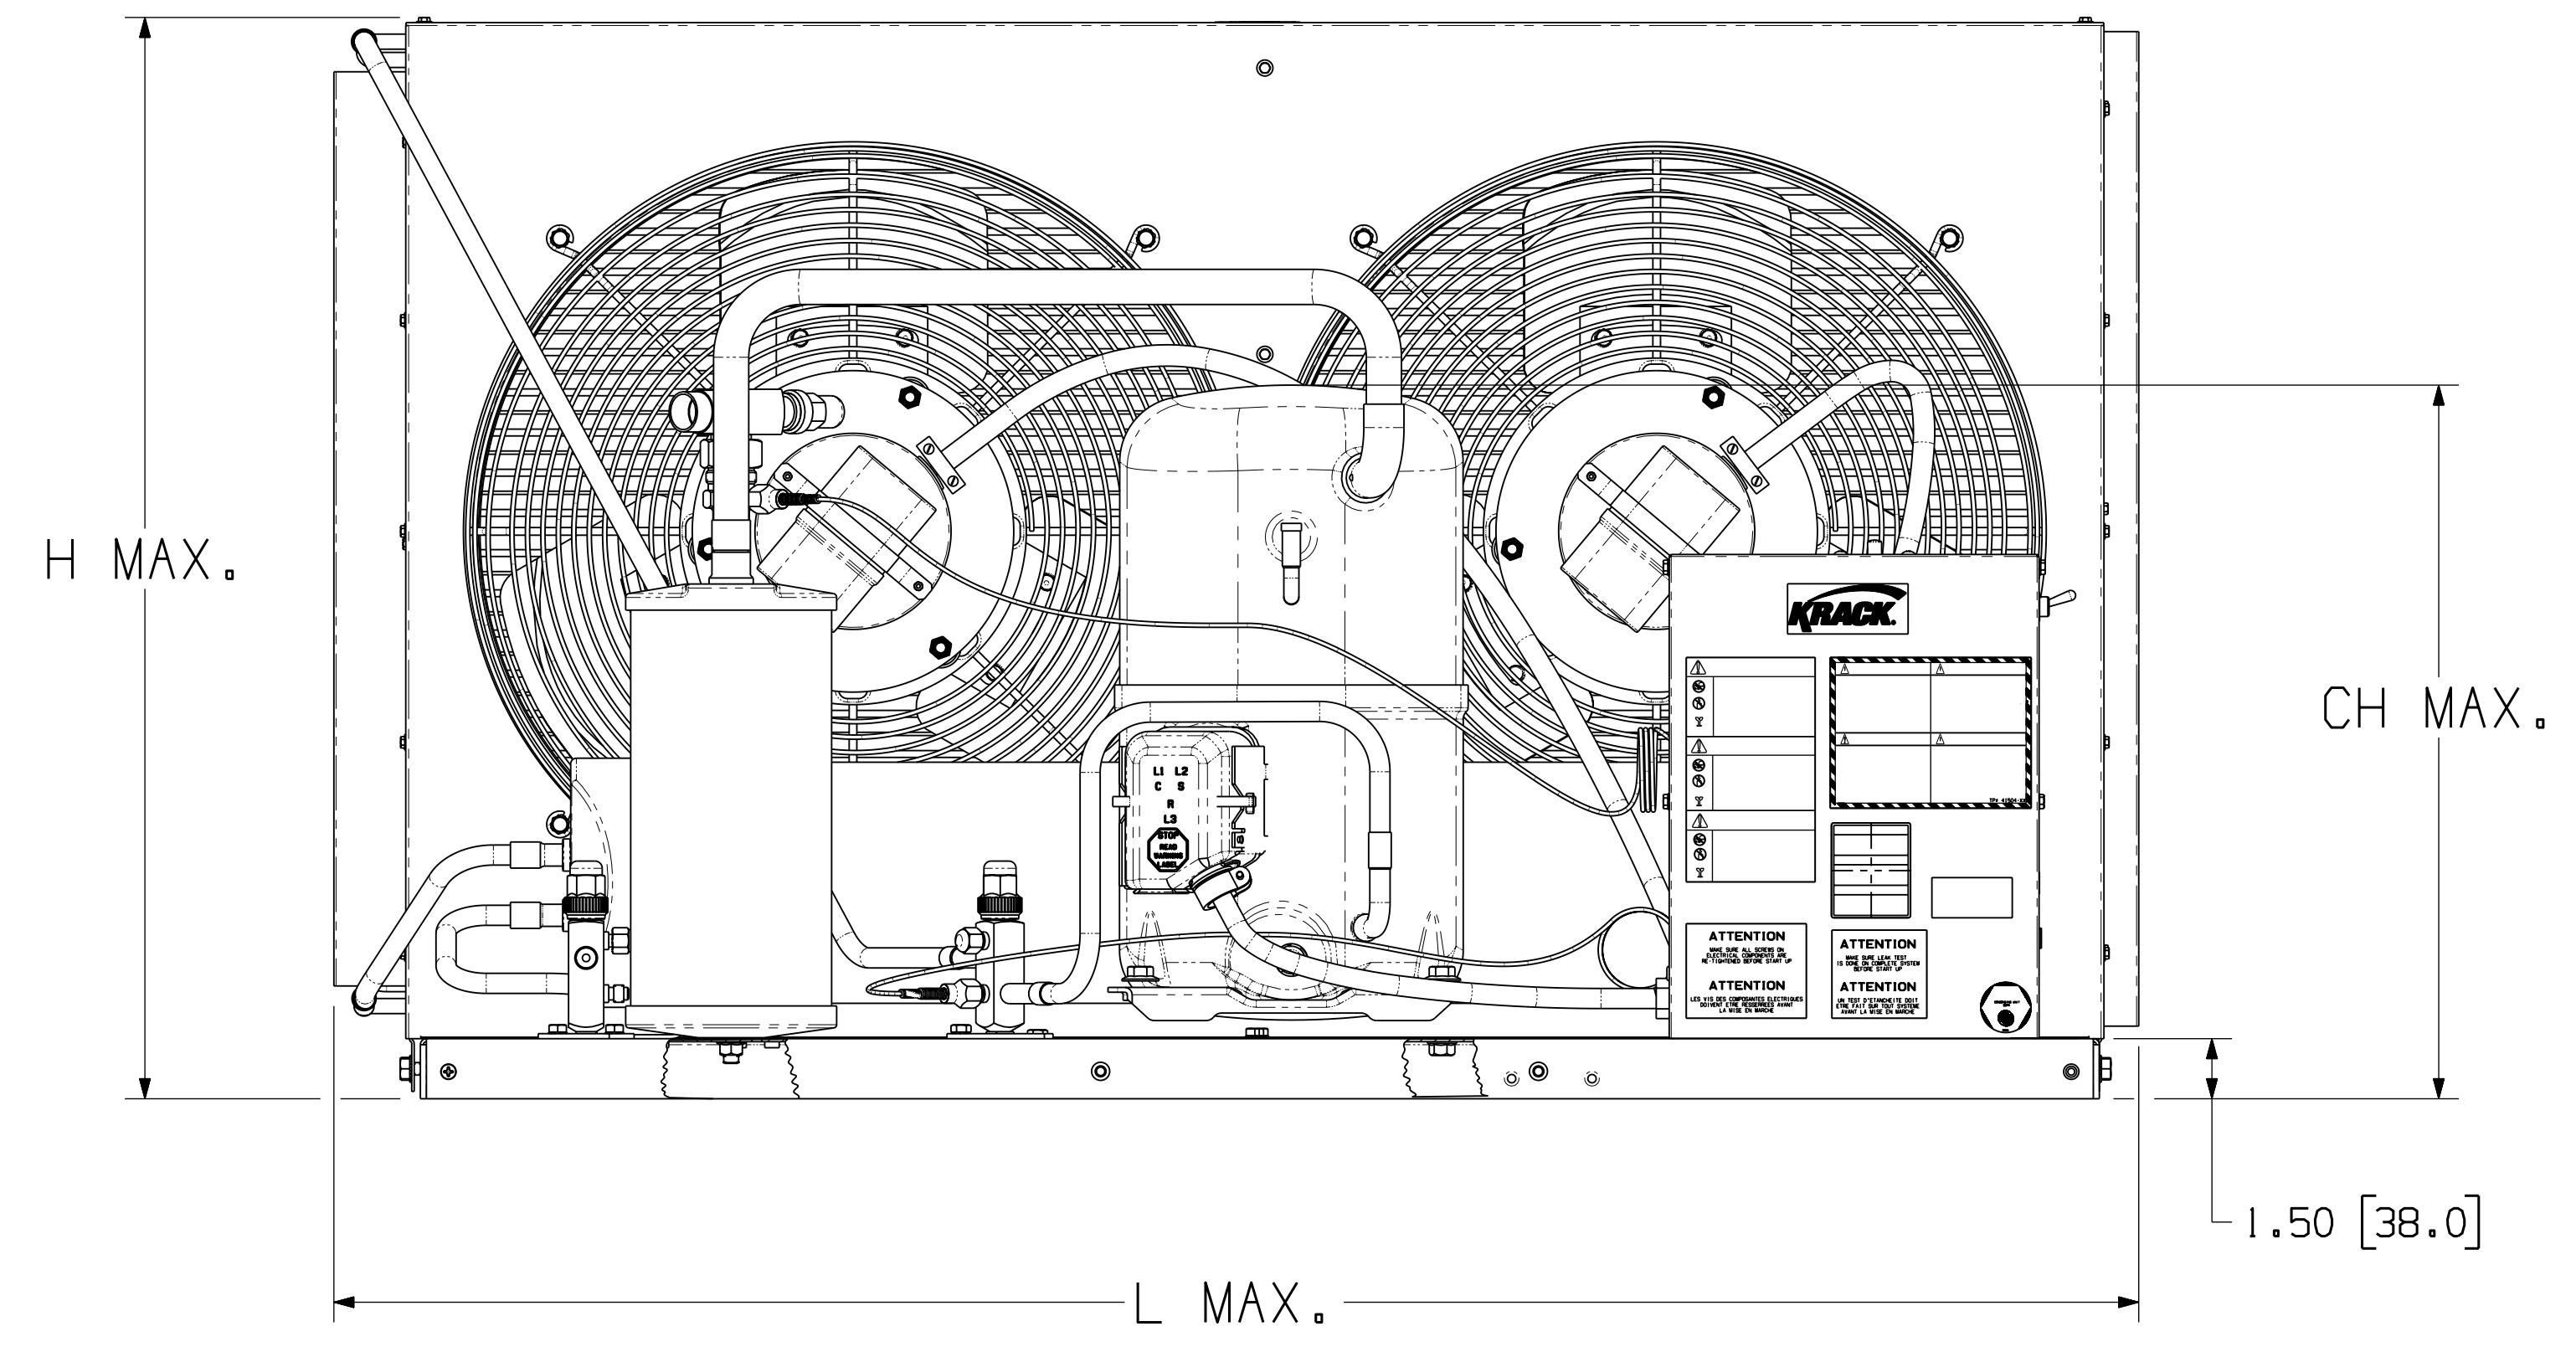 H MAX.
CH MAX.
KRACK.
L1 L2
C S
R
L3
STOP
READ
WARNING
LABEL
ATTENTION
MAKE SURE ALL SCREWS ON
ELECTRICAL COMPONENTS ARE
RE-TIGHTENED BEFORE START UP
ATTENTION
LES VIS DES COMPOSANTES ELECTRIQUES
DOIVENT ETRE RESSERREES AVANT
LA MISE EN MARCHE
ATTENTION
MAKE SURE LEAK TEST
IS DONE ON COMPLETE SYSTEM
BEFORE START UP
ATTENTION
UN TEST D'ETANCHEITE DOIT
ETRE FAIT SUR TOUT SYSTEME
AVANT LA MISE EN MARCHE
1.50 [38.0]
L MAX.